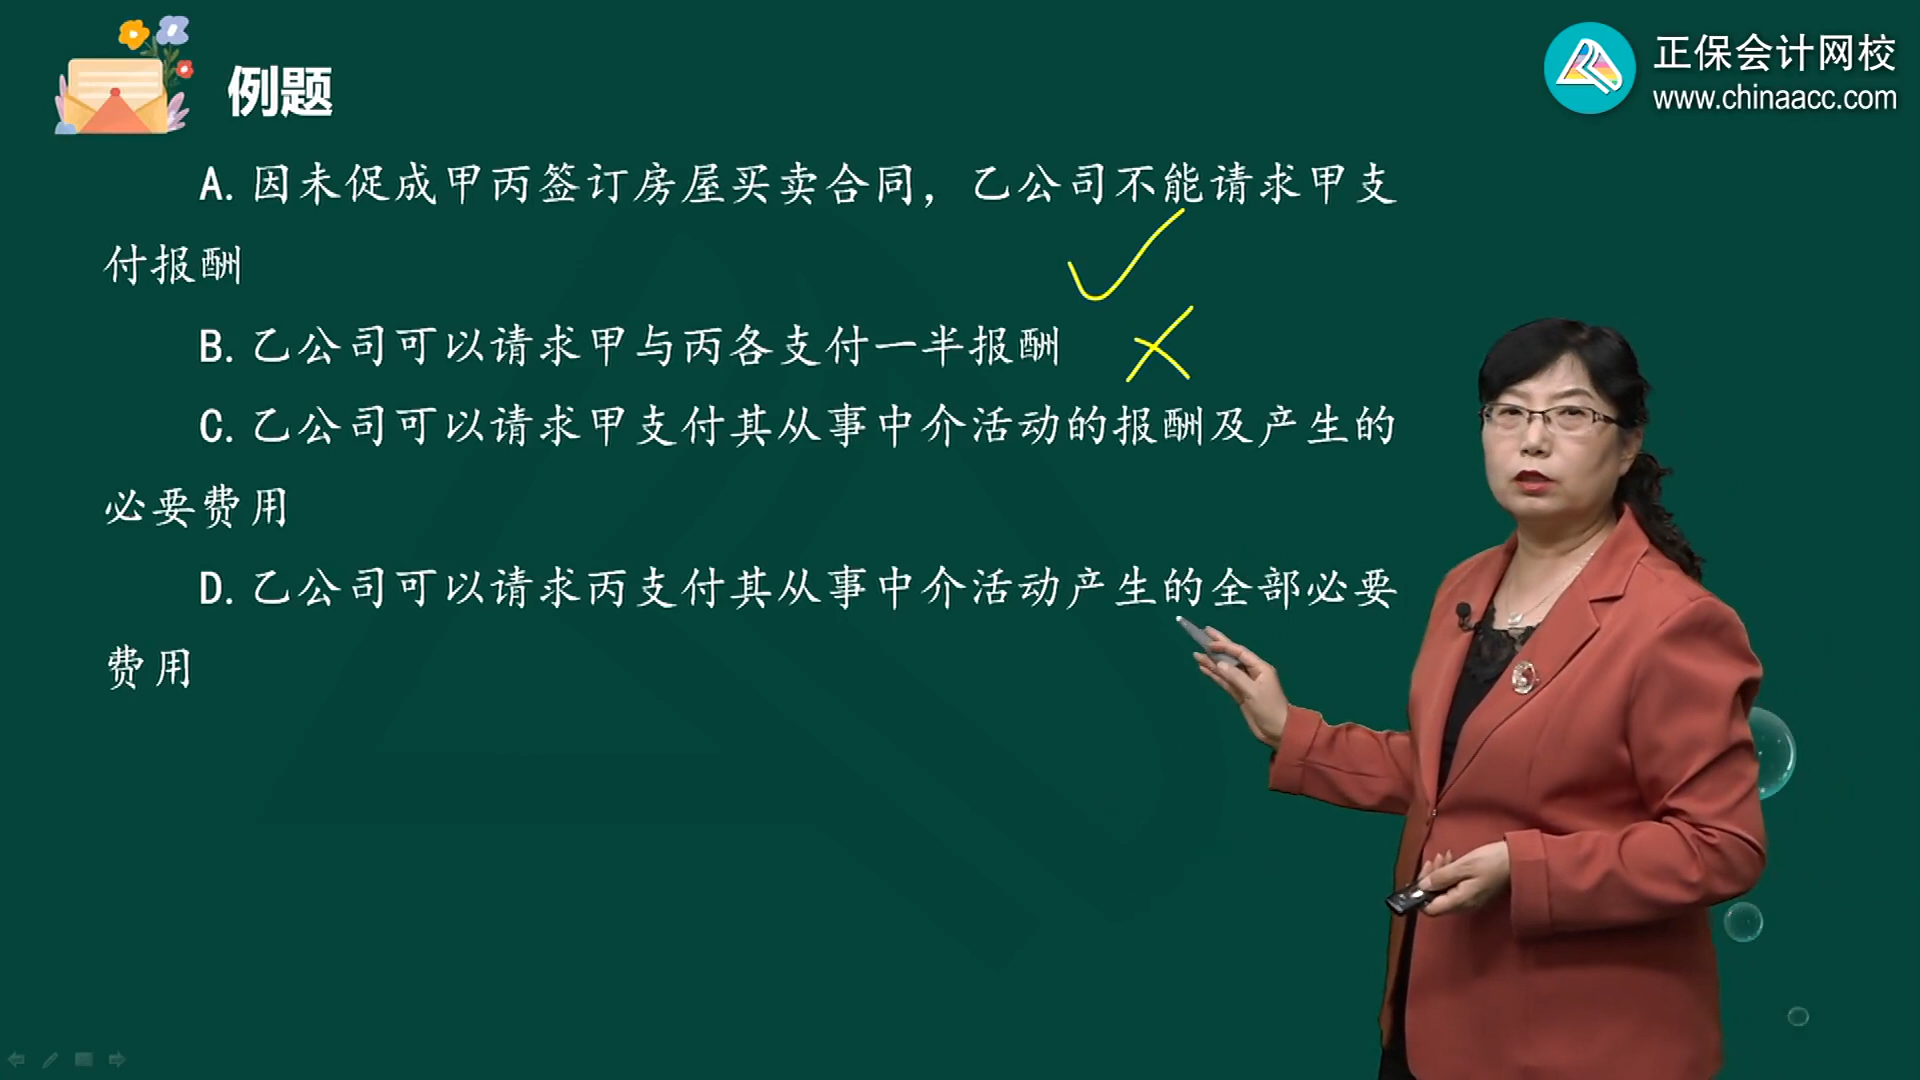 正保会计网校
www.chinaacc.com
例题
A. 因未促成甲丙签订房屋买卖合同，乙公司不能请求甲支
付报酬
B. 乙公司可以请求甲与丙各支付一半报酬
C. 乙公司可以请求甲支付其从事中介活动的报酬及产生的
必要费用
D. 乙公司可以请求丙支付其从事中介活动产生的全部必要
费用